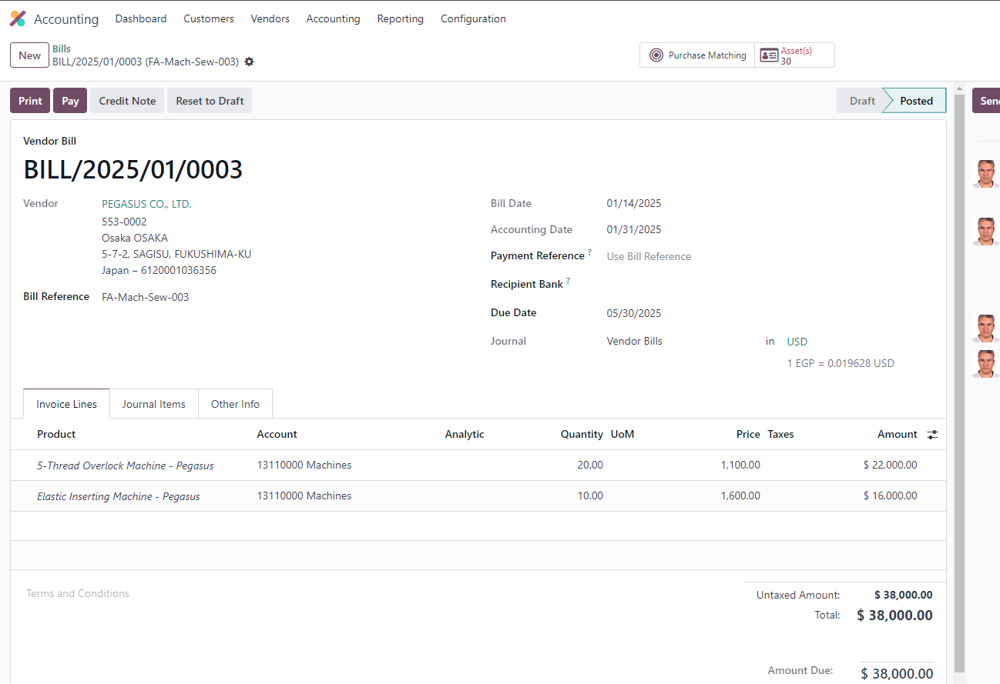 Accounting Dashboard Customers Vendors Accounting Reporting Configuration
New
Bills
BILL/2025/01/0003 (FA-Mach-Sew-003)
Purchase Matching
Asset(s)
30
Print Pay Credit Note Reset to Draft
Draft Posted
Sen
Vendor Bill
BILL/2025/01/0003
Vendor PEGASUS CO., LTD.
553-0002
Osaka OSAKA
5-7-2, SAGISU, FUKUSHIMA-KU
Japan – 6120001036356
Bill Reference FA-Mach-Sew-003
Bill Date 01/14/2025
Accounting Date 01/31/2025
Payment Reference ? Use Bill Reference
Recipient Bank ?
Due Date 05/30/2025
Journal Vendor Bills in USD
1 EGP = 0.019628 USD
Invoice Lines Journal Items Other Info
Product Account Analytic Quantity UoM Price Taxes Amount
5-Thread Overlock Machine - Pegasus 13110000 Machines 20.00 1,100.00 $ 22,000.00
Elastic Inserting Machine - Pegasus 13110000 Machines 10.00 1,600.00 $ 16,000.00
Terms and Conditions
Untaxed Amount: $ 38,000.00
Total: $ 38,000.00
Amount Due: $ 38,000.00